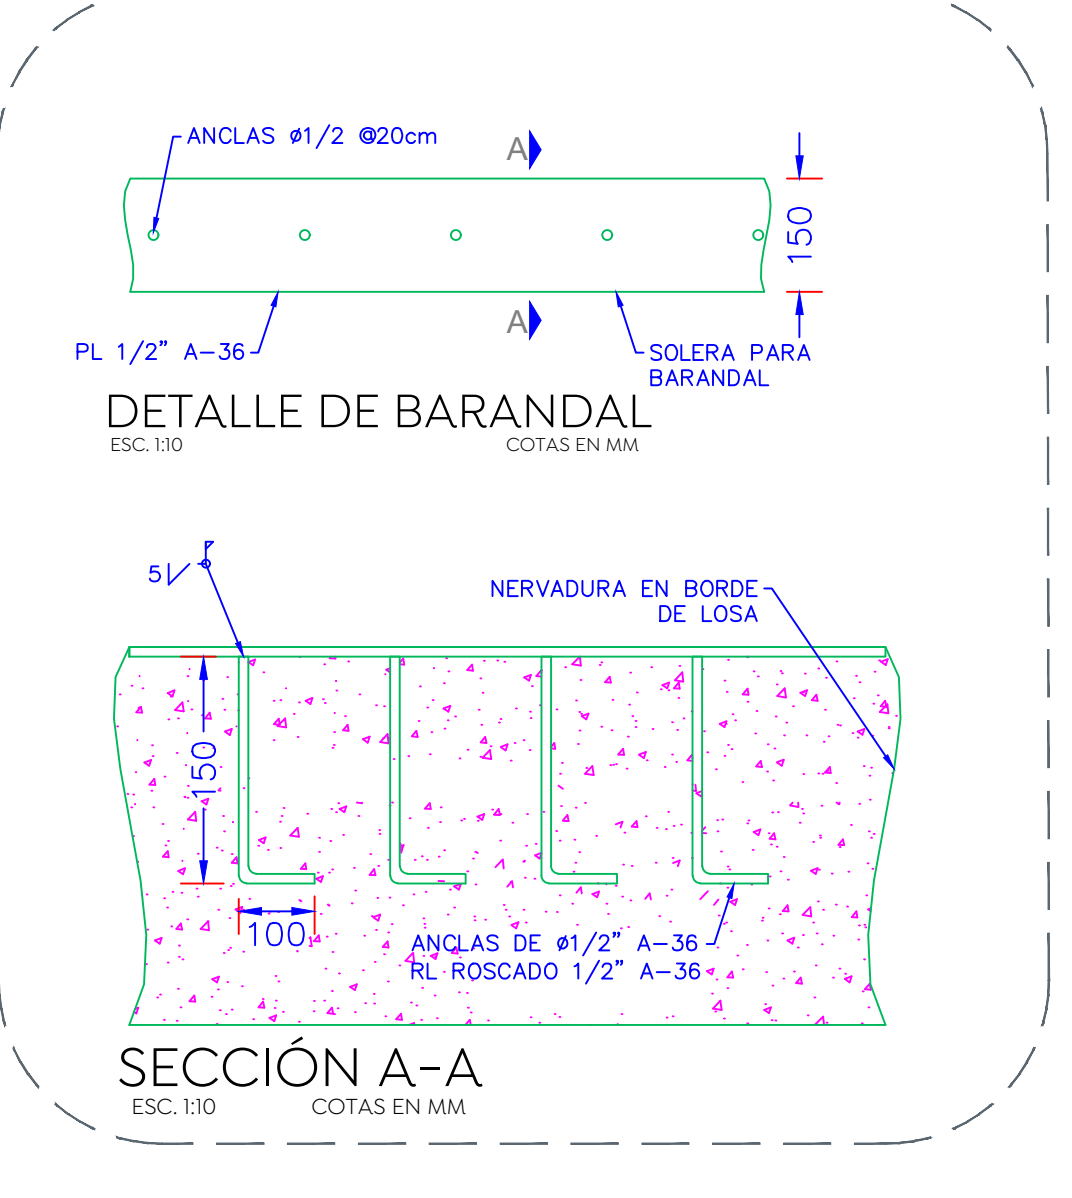 ANCLAS ø1/2 @20cm
A
150
A
PL 1/2” A-36
SOLERA PARA
BARANDAL
DETALLE DE BARANDAL
ESC. 1:10
COTAS EN MM
5
NERVADURA EN BORDE
DE LOSA
150
100
ANCLAS DE ø1/2” A-36
RL ROSCADO 1/2” A-36
SECCIÓN A-A
ESC. 1:10
COTAS EN MM